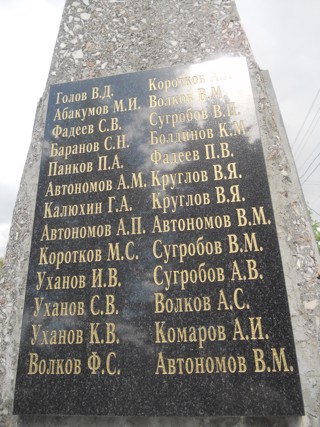 Голов В.Д.
Абакумов М.И.
Фадеев С.В.
Баранов С.Н.
Панков П.А.
Автономов А.М.
Калюхин Г.А.
Автономов А.П.
Коротков М.С.
Уханов И.В.
Уханов С.В.
Уханов К.В.
Волков Ф.С.
Коротков
Волков В.М.
Сугробов В.И.
Болдинов К.М.
Фадеев П.В.
Круглов В.Я.
Круглов В.Я.
Автономов В.М.
Сугробов В.М.
Сугробов А.В.
Волков А.С.
Комаров А.И.
Автономов В.М.